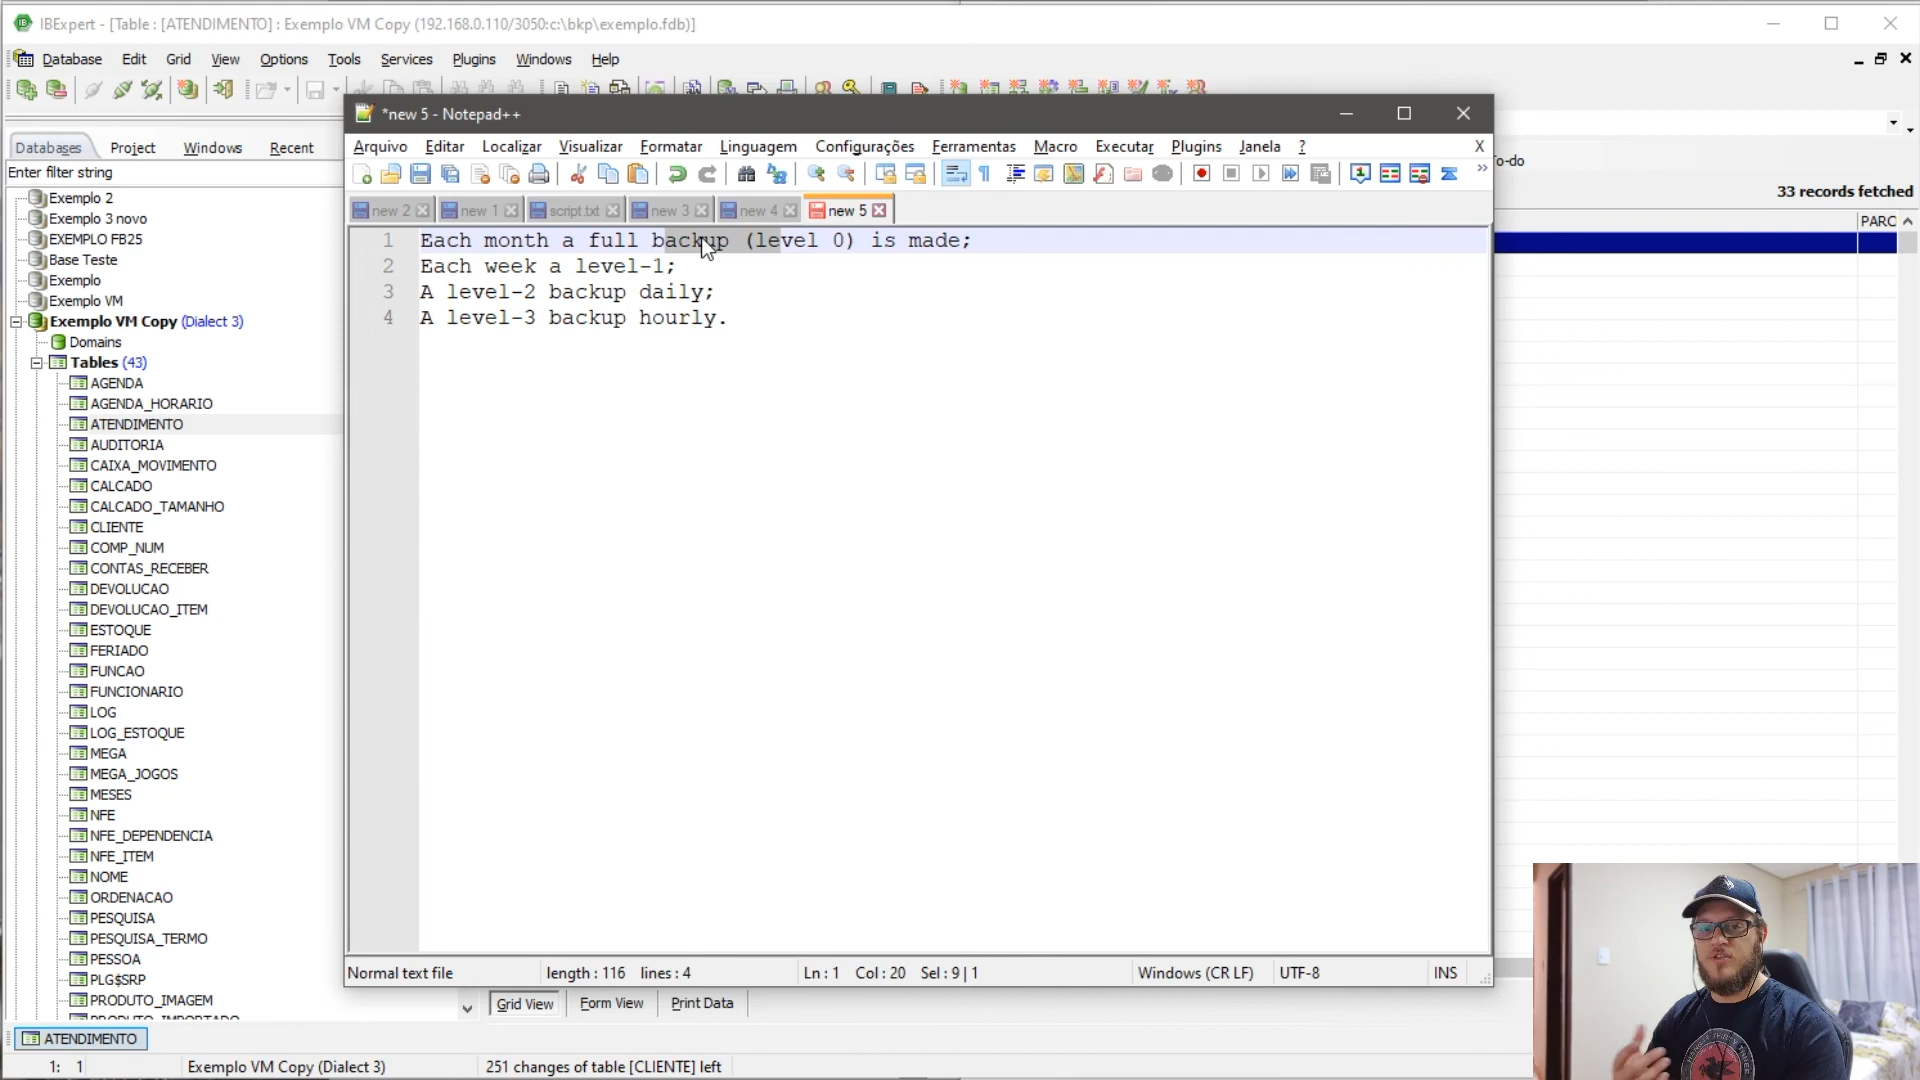 IBExpert - [Table : [ATENDIMENTO] : Exemplo VM Copy (192.168.0.110/3050:c:\bkp\exemplo.fdb)]
Database Edit Grid View Options Tools Services Plugins Windows Help
*new 5 - Notepad++
Databases Project Windows Recent
Arquivo Editar Localizar Visualizar Formatar Linguagem Configurações Ferramentas Macro Executar Plugins Janela ? X
Enter filter string
o-do
33 records fetched
new 2 new 1 script.txt new 3 new 4 new 5
PARC
1 Each month a full backup (level 0) is made;
2 Each week a level-1;
3 A level-2 backup daily;
4 A level-3 backup hourly.
Exemplo 2
Exemplo 3 novo
EXEMPLO FB25
Base Teste
Exemplo
Exemplo VM
Exemplo VM Copy (Dialect 3)
Domains
Tables (43)
AGENDA
AGENDA_HORARIO
ATENDIMENTO
AUDITORIA
CAIXA_MOVIMENTO
CALCADO
CALCADO_TAMANHO
CLIENTE
COMP_NUM
CONTAS_RECEBER
DEVOLUCAO
DEVOLUCAO_ITEM
ESTOQUE
FERIADO
FUNCAO
FUNCIONARIO
LOG
LOG_ESTOQUE
MEGA
MEGA_JOGOS
MESES
NFE
NFE_DEPENDENCIA
NFE_ITEM
NOME
ORDENACAO
PESQUISA
PESQUISA_TERMO
PESSOA
PLG$SRP
PRODUTO_IMAGEM
PRODUTO_IMPORTADO
Normal text file length : 116 lines : 4 Ln : 1 Col : 20 Sel : 9 | 1 Windows (CR LF) UTF-8 INS
Grid View Form View Print Data
ATENDIMENTO
1: 1 Exemplo VM Copy (Dialect 3) 251 changes of table [CLIENTE] left